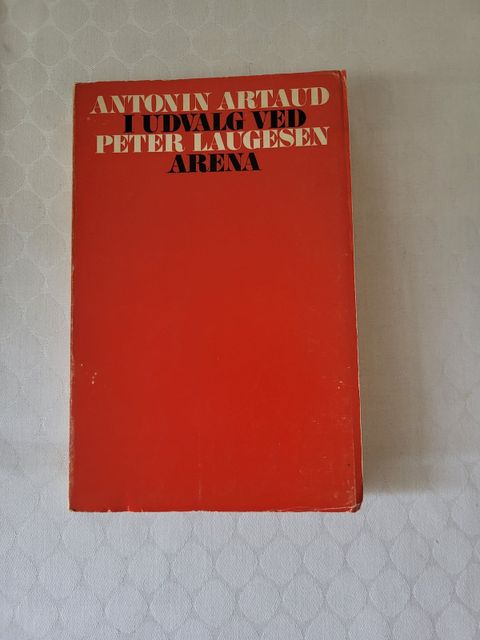 ANTONIN ARTAUD
I UDVALG VED
PETER LAUGESEN
ARENA